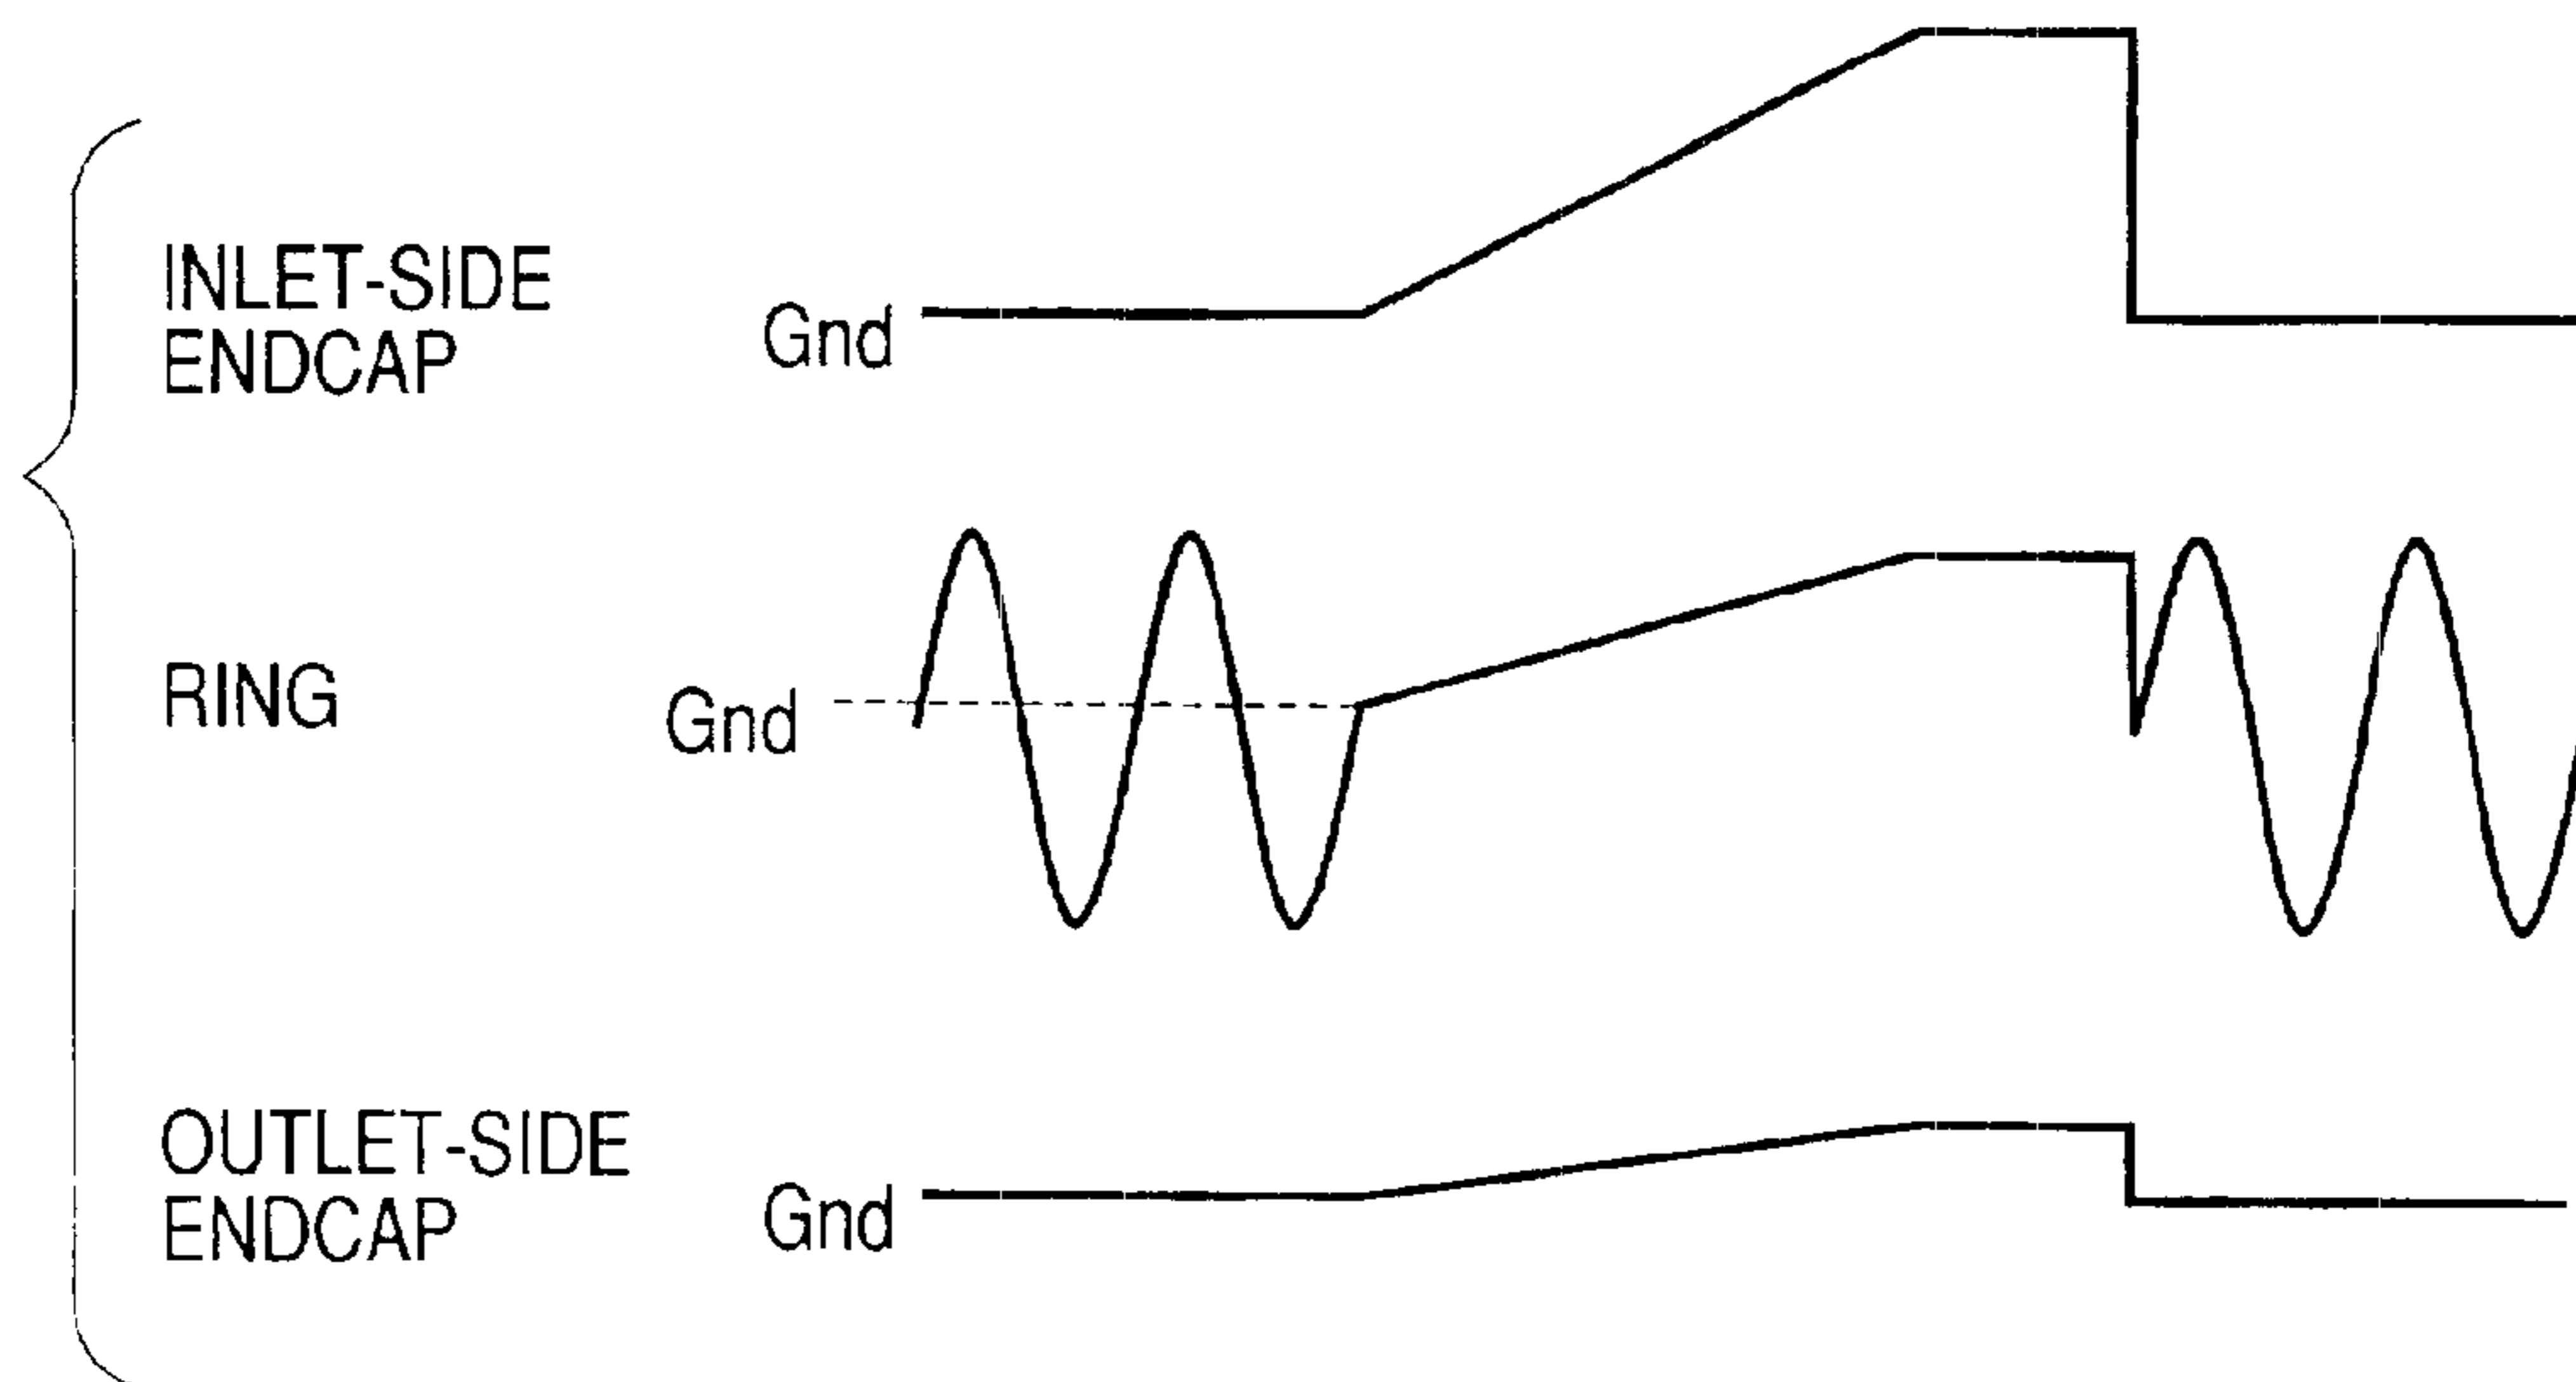 INLET-SIDE
ENDCAP
Gnd
RING
Gnd
OUTLET-SIDE
ENDCAP
Gnd